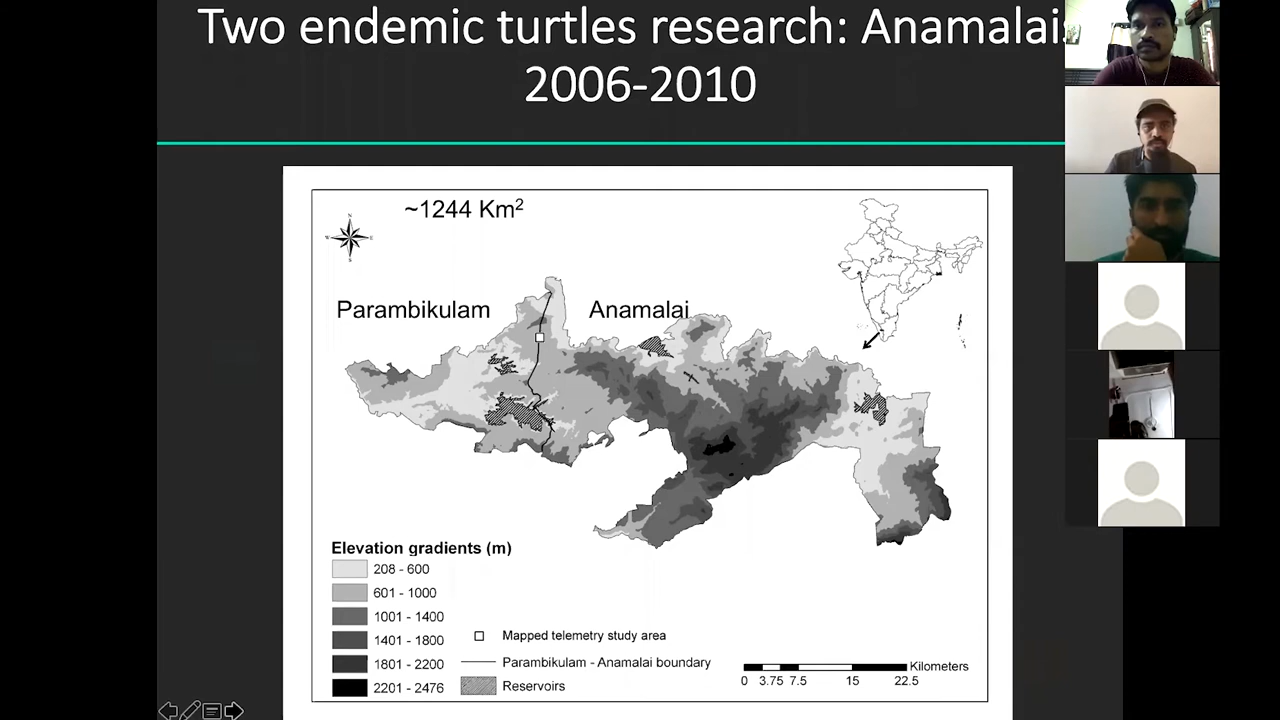 Two endemic turtles research: Anamalais
2006-2010
~1244 Km²
N
W
E
S
Parambikulam
Anamalai
Elevation gradients (m)
208 - 600
601 - 1000
1001 - 1400
1401 - 1800
1801 - 2200
2201 - 2476
Mapped telemetry study area
Parambikulam - Anamalai boundary
Reservoirs
Kilometers
0 3.75 7.5 15 22.5